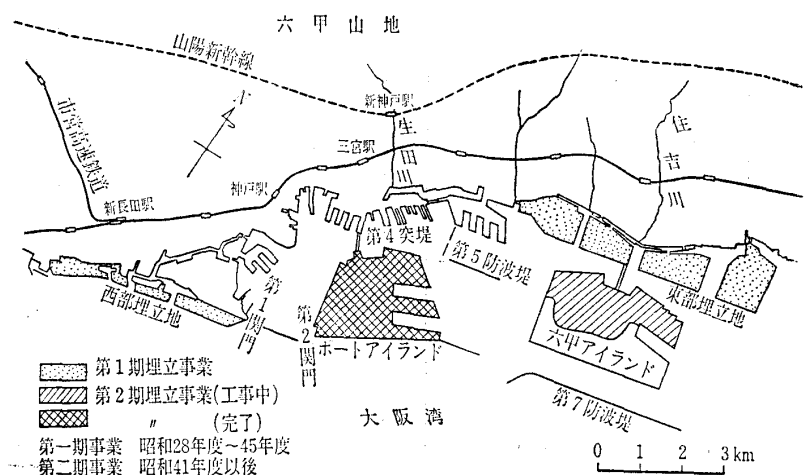 六甲山地
山陽新幹線
市営高速鉄道
新神戸駅
生田川
住吉川
三宮駅
神戸駅
新長田駅
N
第4突堤
第5防波堤
西部埋立地
第1関門
第2関門
ポートアイランド
東部埋立地
六甲アイランド
第7防波堤
大阪湾
第1期埋立事業
第2期埋立事業(工事中)
〃 (完了)
第一期事業 昭和28年度〜45年度
第二期事業 昭和41年度以後
0 1 2 3km